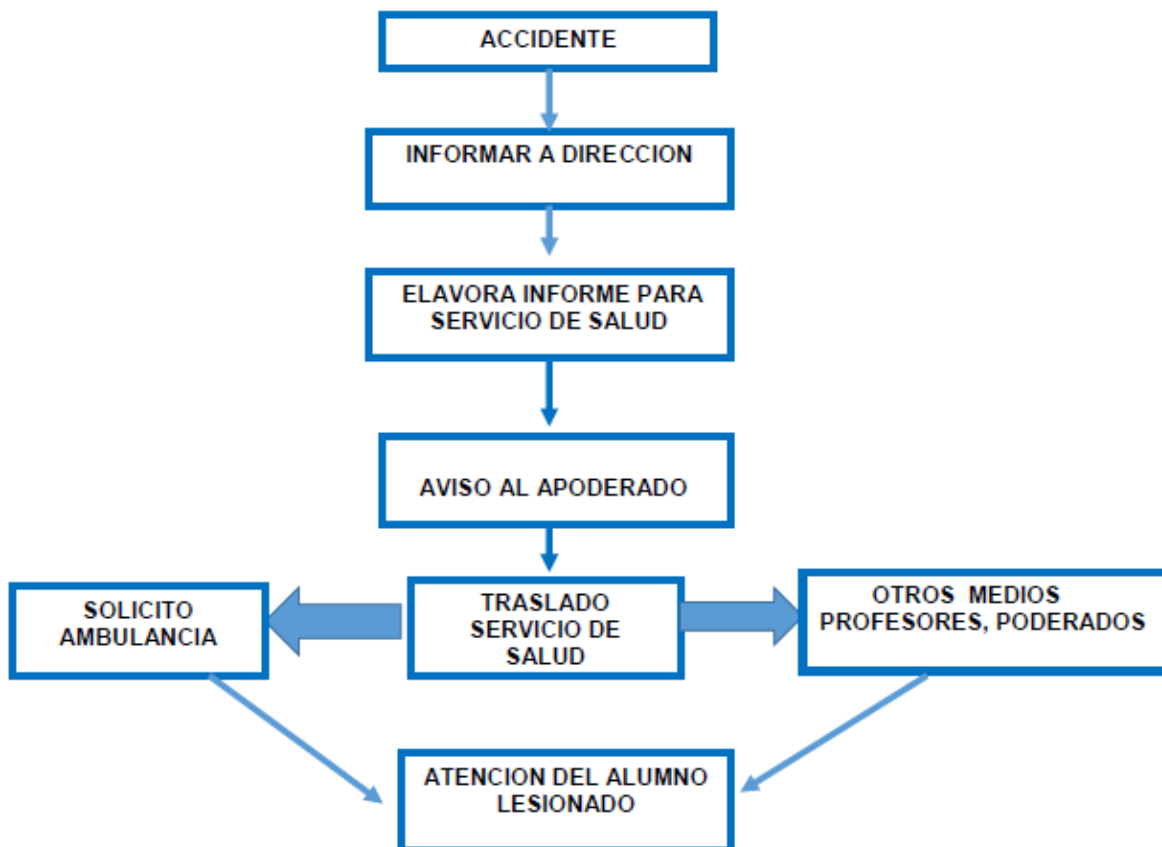 ACCIDENTE
INFORMAR A DIRECCION
ELAVORA INFORME PARA
SERVICIO DE SALUD
AVISO AL APODERADO
SOLICITO
AMBULANCIA
TRASLADO
SERVICIO DE
SALUD
OTROS MEDIOS
PROFESORES, PODERADOS
ATENCION DEL ALUMNO
LESIONADO